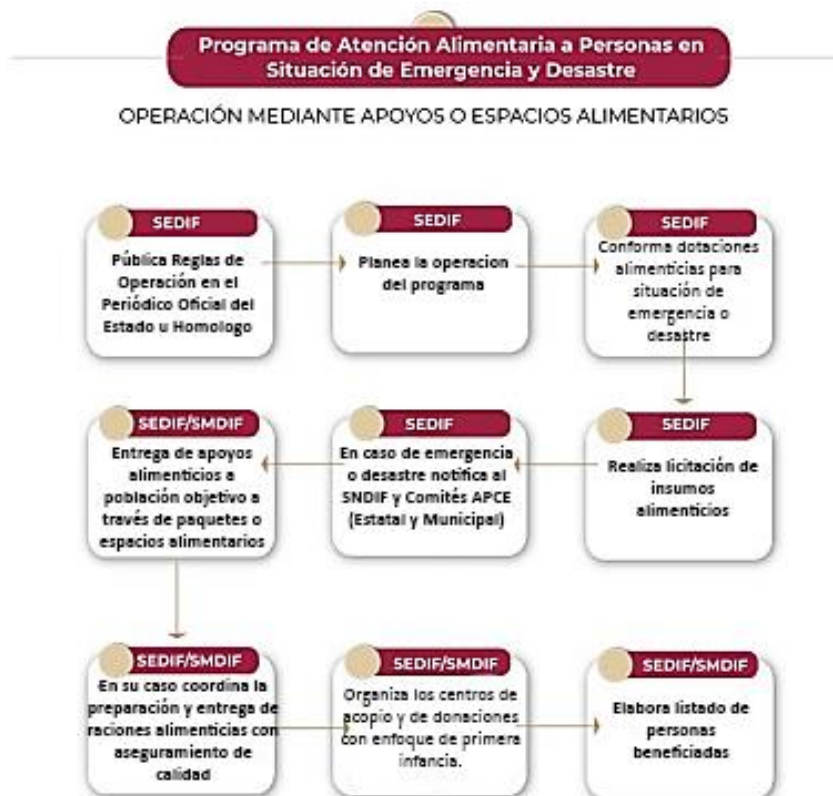 Programa de Atención Alimentaria a Personas en
Situación de Emergencia y Desastre
OPERACIÓN MEDIANTE APOYOS O ESPACIOS ALIMENTARIOS
SEDIF
Pública Reglas de
Operación en el
Periódico Oficial del
Estado u Homologo
SEDIF
Planea la operacion
del programa
SEDIF
Conforma dotaciones
alimenticias para
situación de
emergencia o
desastre
SEDIF
Realiza licitación de
insumos
alimenticios
SEDIF
En caso de emergencia
o desastre notifica al
SNDIF y Comités APCE
(Estatal y Municipal)
SEDIF/SMDIF
Entrega de apoyos
alimenticios a
población objetivo a
través de paquetes o
espacios alimentarios
SEDIF/SMDIF
En su caso coordina la
preparación y entrega de
raciones alimenticias con
aseguramiento de
calidad
SEDIF/SMDIF
Organiza los centros de
acopio y de donaciones
con enfoque de primera
infancia.
SEDIF/SMDIF
Elabora listado de
personas
beneficiadas